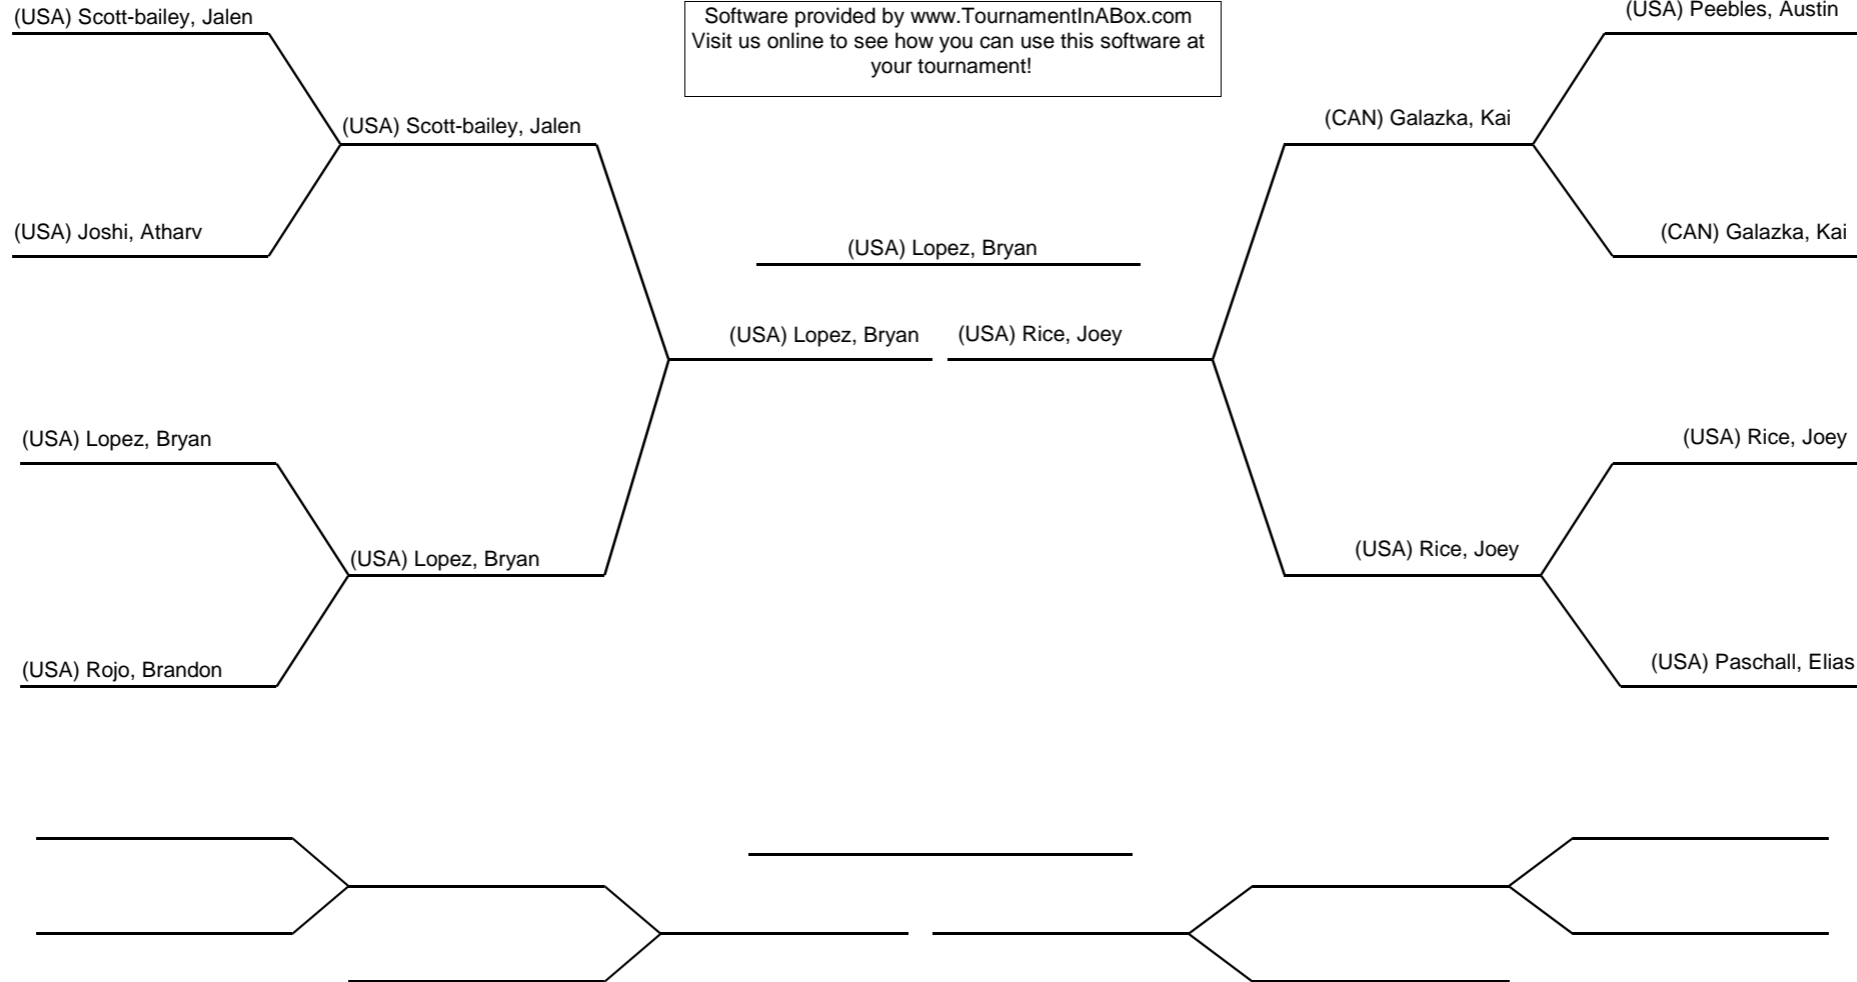 (USA) Scott-bailey, Jalen
Software provided by www.TournamentInABox.com
Visit us online to see how you can use this software at
your tournament!
(USA) Peebles, Austin
(USA) Scott-bailey, Jalen
(CAN) Galazka, Kai
(USA) Joshi, Atharv
(USA) Lopez, Bryan
(CAN) Galazka, Kai
(USA) Lopez, Bryan
(USA) Rice, Joey
(USA) Lopez, Bryan
(USA) Rice, Joey
(USA) Lopez, Bryan
(USA) Rice, Joey
(USA) Rojo, Brandon
(USA) Paschall, Elias